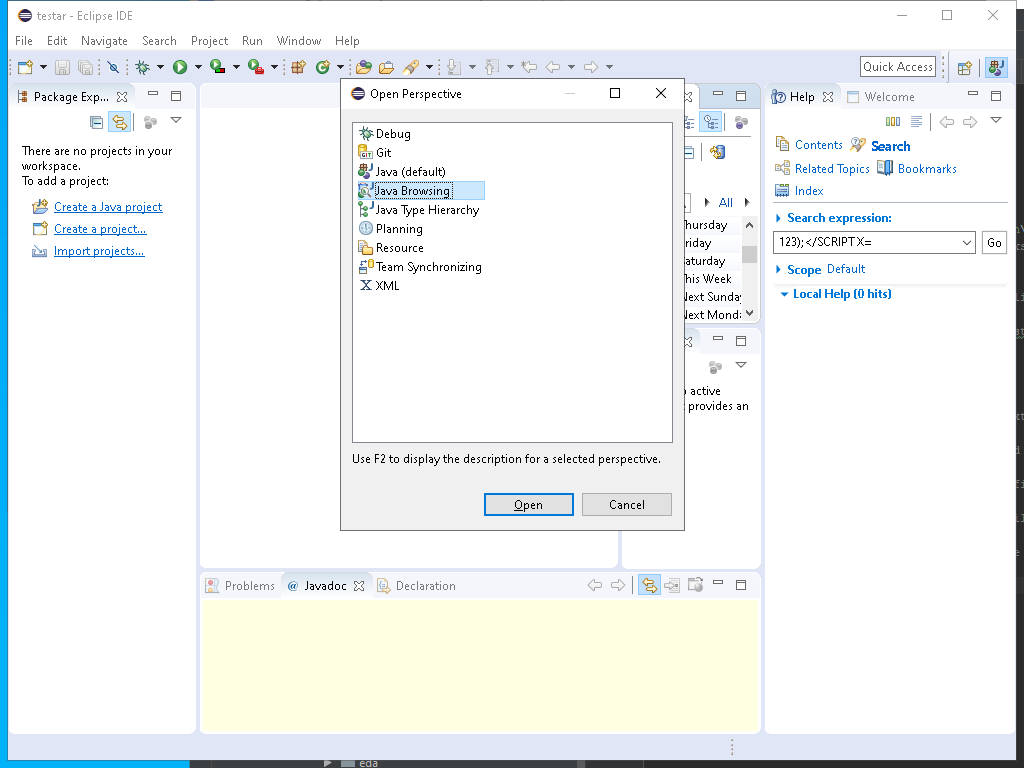 testar - Eclipse IDE
File Edit Navigate Search Project Run Window Help
Quick Access
Package Exp...
There are no projects in your
workspace.
To add a project:
Create a Java project
Create a project...
Import projects...
Open Perspective
Debug
Git
Java (default)
Java Browsing
Java Type Hierarchy
Planning
Resource
Team Synchronizing
XML
Use F2 to display the description for a selected perspective.
Open
Cancel
All
hursday
riday
aturday
his Week
Next Sunday
Next Mond
active
provides an
Help
Welcome
Contents
Search
Related Topics
Bookmarks
Index
Search expression:
123);</SCRIPT X=
Go
Scope Default
Local Help (0 hits)
Problems
@ Javadoc
Declaration
eda